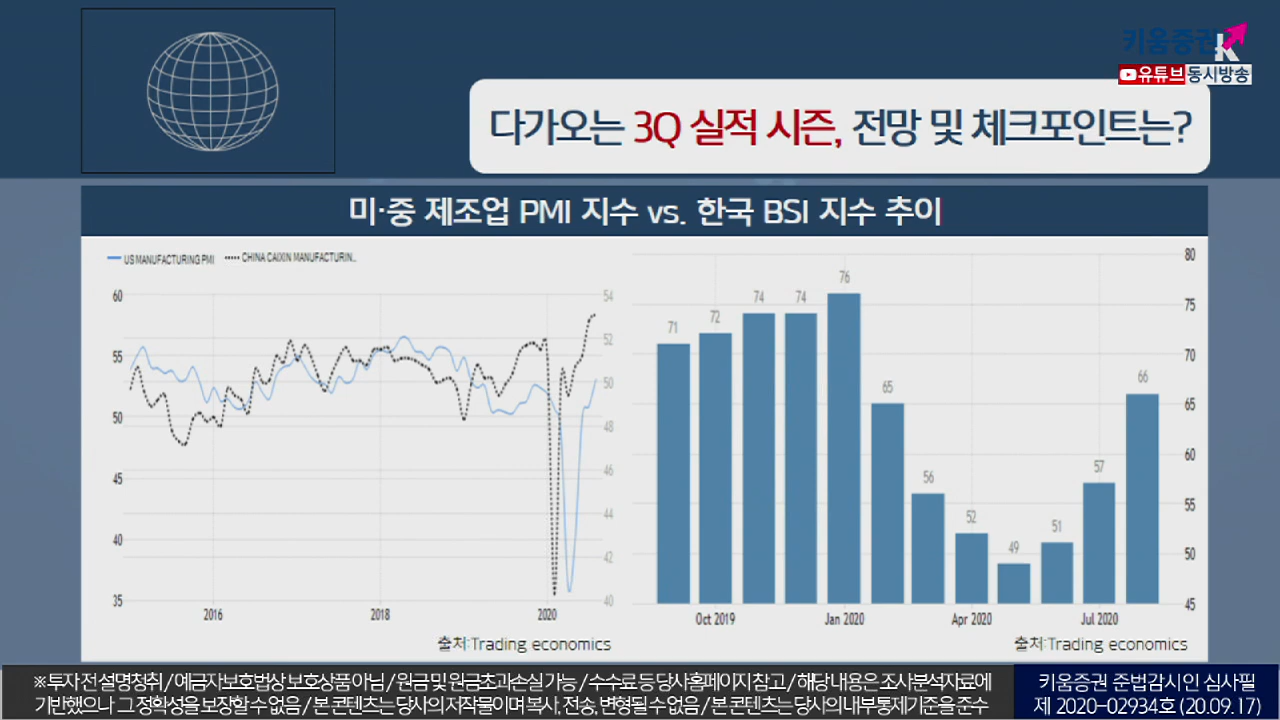 키움증권
유튜브 동시방송
다가오는 3Q 실적 시즌, 전망 및 체크포인트는?
미·중 제조업 PMI 지수 vs. 한국 BSI 지수 추이
US MANUFACTURING PMI CHINA CAIXIN MANUFACTURIN...
60
55
50
45
40
35
54
52
50
48
46
44
42
40
2016 2018 2020
출처:Trading economics
71 72 74 74 76 65 56 52 49 51 57 66
80
75
70
65
60
55
50
45
Oct 2019 Jan 2020 Apr 2020 Jul 2020
출처:Trading economics
※ 투자 전 설명청취 / 예금자보호법상 보호상품 아님 / 원금 및 원금초과손실 가능 / 수수료 등 당사홈페이지 참고 / 해당 내용은 조사분석자료에
기반했으나 그 정확성을 보장할 수 없음 / 본 콘텐츠는 당사의 저작물이며 복사, 전송, 변형될 수 없음 / 본 콘텐츠는 당사의 내부통제기준을 준수
키움증권 준법감시인 심사필
제 2020-02934호 (20.09.17)